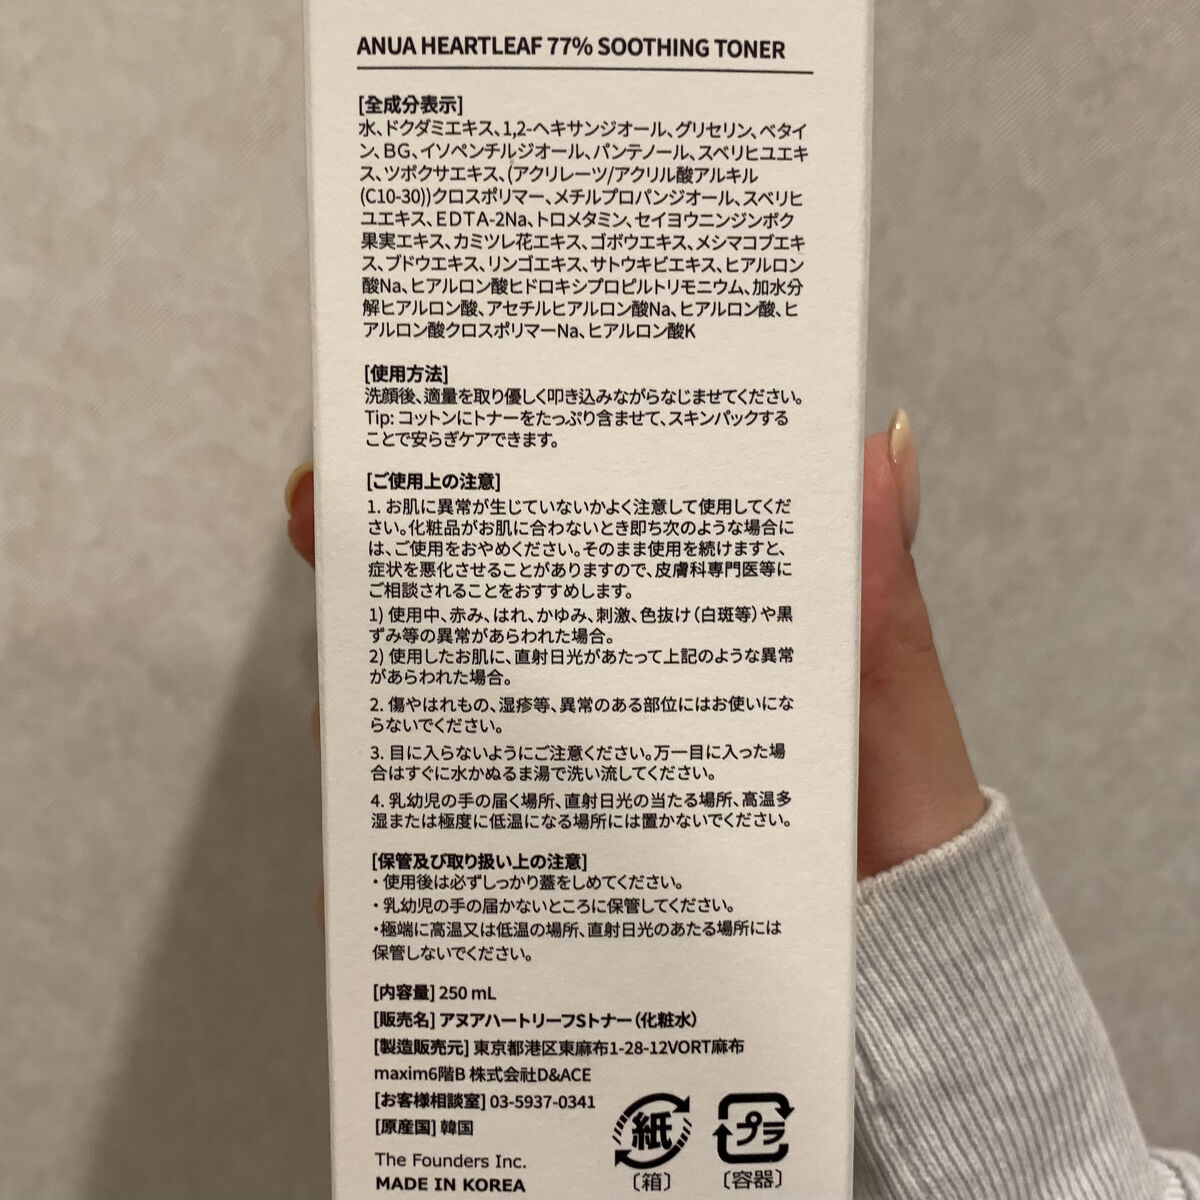 ANUA HEARTLEAF 77% SOOTHING TONER
[全成分表示]
水、ドクダミエキス、1,2-ヘキサンジオール、グリセリン、ベタイ
ン、BG、イソペンチルジオール、パンテノール、スベリヒユエキ
ス、ツボクサエキス、(アクリレーツ/アクリル酸アルキル
(C10-30))クロスポリマー、メチルプロパンジオール、スベリヒ
ユエキス、EDTA-2Na、トロメタミン、セイヨウニンジンボク
果実エキス、カミツレ花エキス、ゴボウエキス、メシマコブエキ
ス、ブドウエキス、リンゴエキス、サトウキビエキス、ヒアルロン
酸Na、ヒアルロン酸ヒドロキシプロピルトリモニウム、加水分
解ヒアルロン酸、アセチルヒアルロン酸Na、ヒアルロン酸、ヒ
アルロン酸クロスポリマーNa、ヒアルロン酸K
[使用方法]
洗顔後、適量を取り優しく叩き込みながらなじませてください。
Tip: コットンにトナーをたっぷり含ませて、スキンパックする
ことで安らぎケアできます。
[ご使用上の注意]
1. お肌に異常が生じていないかよく注意して使用してくだ
さい。化粧品がお肌に合わないとき即ち次のような場合に
は、ご使用をおやめください。そのまま使用を続けますと、
症状を悪化させることがありますので、皮膚科専門医等に
ご相談されることをおすすめします。
1) 使用中、赤み、はれ、かゆみ、刺激、色抜け(白斑等)や黒
ずみ等の異常があらわれた場合。
2) 使用したお肌に、直射日光があたって上記のような異常
があらわれた場合。
2. 傷やはれもの、湿疹等、異常のある部位にはお使いにな
らないでください。
3. 目に入らないようにご注意ください。万一目に入った場
合はすぐに水かぬるま湯で洗い流してください。
4. 乳幼児の手の届く場所、直射日光の当たる場所、高温多
湿または極度に低温になる場所には置かないでください。
[保管及び取り扱い上の注意]
・使用後は必ずしっかり蓋をしめてください。
・乳幼児の手の届かないところに保管してください。
・極端に高温又は低温の場所、直射日光のあたる場所には
保管しないでください。
[内容量] 250 mL
[販売名] アヌアハートリーフSトナー(化粧水)
[製造販売元] 東京都港区東麻布1-28-12VORT麻布
maxim6階B 株式会社D&ACE
[お客様相談室] 03-5937-0341
[原産国] 韓国
The Founders Inc.
MADE IN KOREA
紙
プラ
〔箱〕
〔容器〕